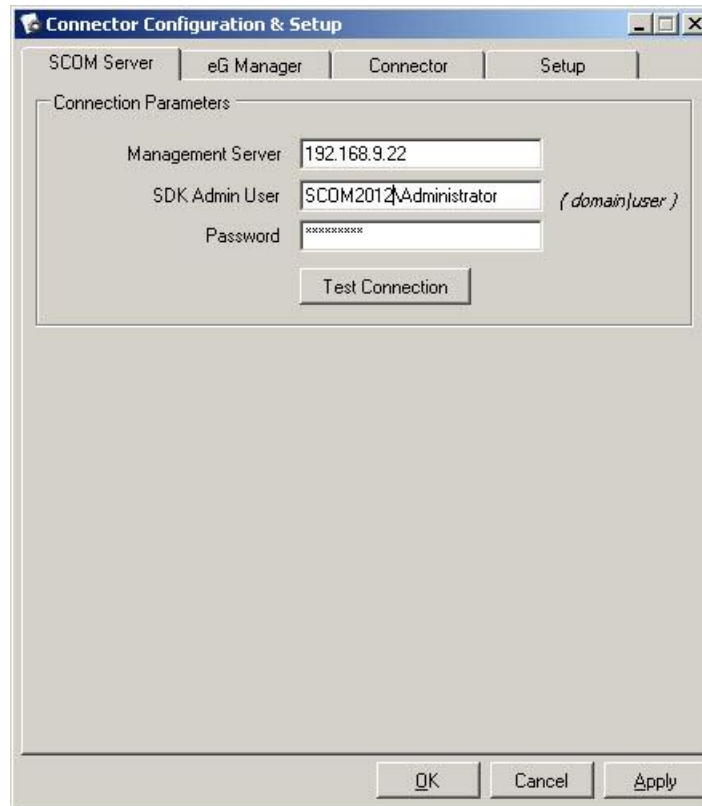 Connector Configuration & Setup
SCOM Server eG Manager Connector Setup
Connection Parameters
Management Server 192.168.9.22
SDK Admin User SCOM2012\Administrator (domain\user)
Password *********
Test Connection
OK Cancel Apply